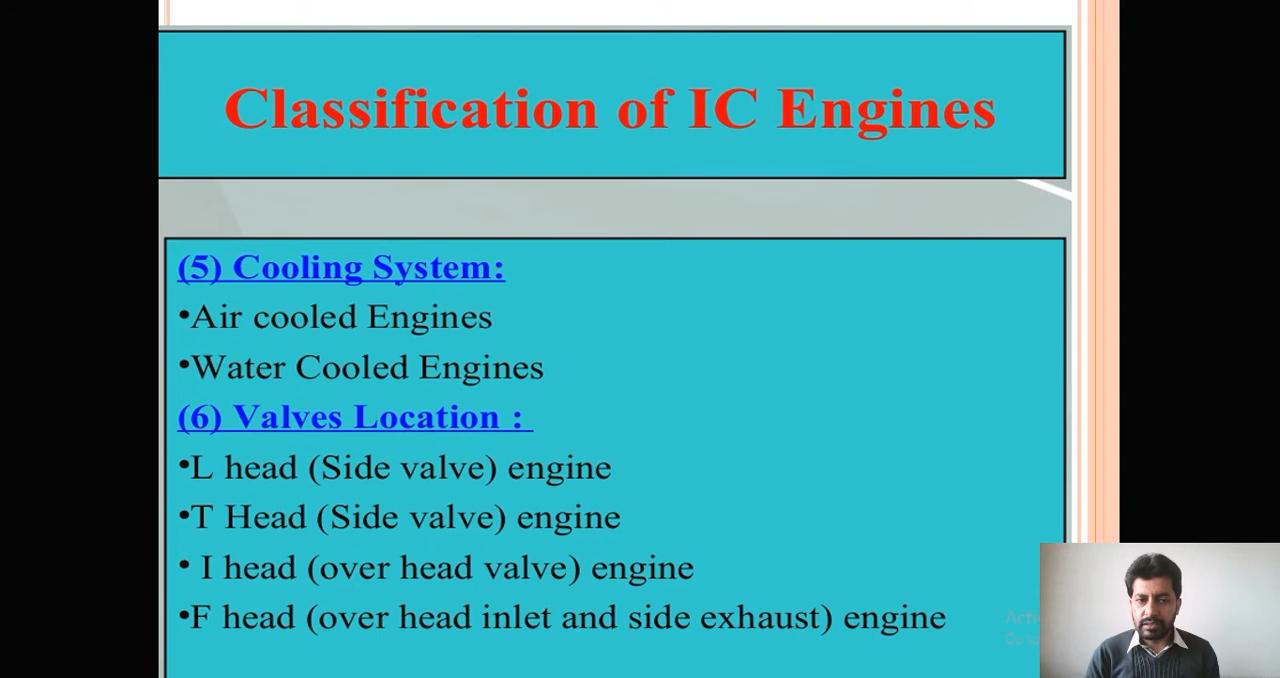 Classification of IC Engines
(5) Cooling System:
•Air cooled Engines
•Water Cooled Engines
(6) Valves Location :
•L head (Side valve) engine
•T Head (Side valve) engine
• I head (over head valve) engine
•F head (over head inlet and side exhaust) engine